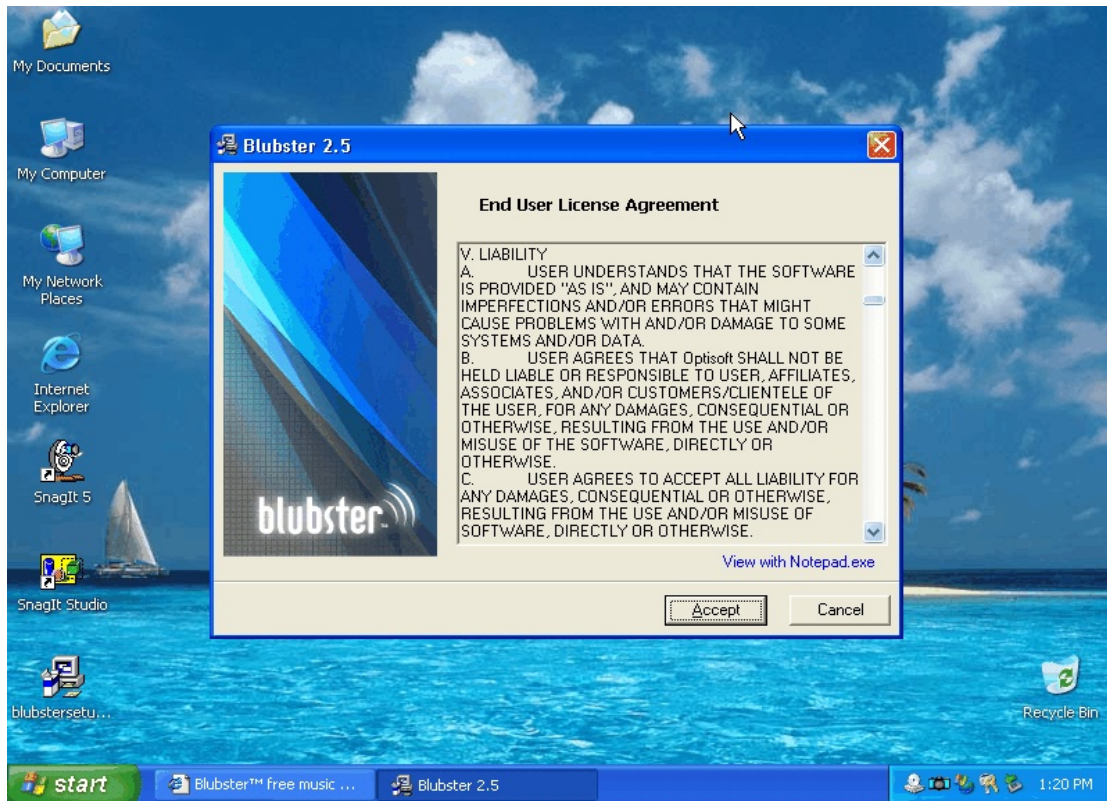 My Documents
My Computer
My Network
Places
Internet
Explorer
SnagIt 5
SnagIt Studio
blubstersetu...
Blubster 2.5
End User License Agreement
V. LIABILITY
A. USER UNDERSTANDS THAT THE SOFTWARE
IS PROVIDED "AS IS", AND MAY CONTAIN
IMPERFECTIONS AND/OR ERRORS THAT MIGHT
CAUSE PROBLEMS WITH AND/OR DAMAGE TO SOME
SYSTEMS AND/OR DATA.
B. USER AGREES THAT Optisoft SHALL NOT BE
HELD LIABLE OR RESPONSIBLE TO USER, AFFILIATES,
ASSOCIATES, AND/OR CUSTOMERS/CLIENTELE OF
THE USER, FOR ANY DAMAGES, CONSEQUENTIAL OR
OTHERWISE, RESULTING FROM THE USE AND/OR
MISUSE OF THE SOFTWARE, DIRECTLY OR
OTHERWISE.
C. USER AGREES TO ACCEPT ALL LIABILITY FOR
ANY DAMAGES, CONSEQUENTIAL OR OTHERWISE,
RESULTING FROM THE USE AND/OR MISUSE OF
SOFTWARE, DIRECTLY OR OTHERWISE.
blubster
View with Notepad.exe
Accept
Cancel
Recycle Bin
start
Blubster™ free music ...
Blubster 2.5
1:20 PM